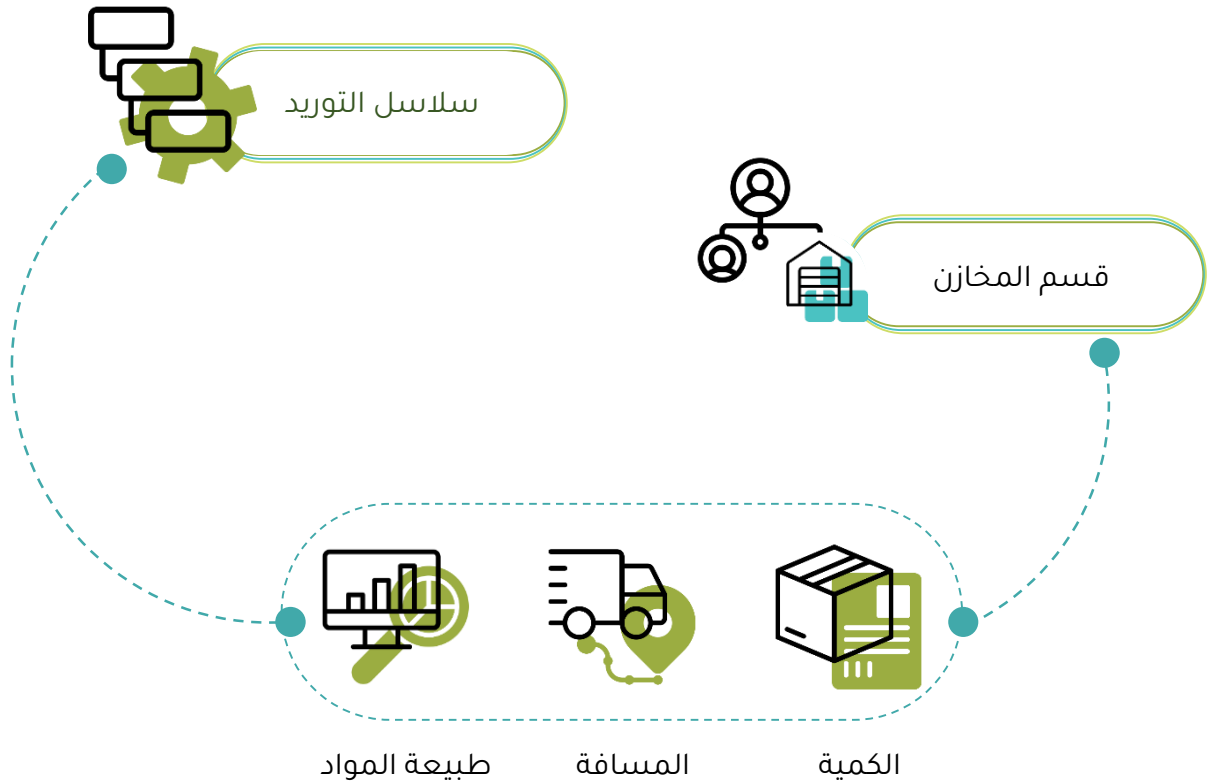 سلاسل التوريد
قسم المخازن
الكمية
المسافة
طبيعة المواد